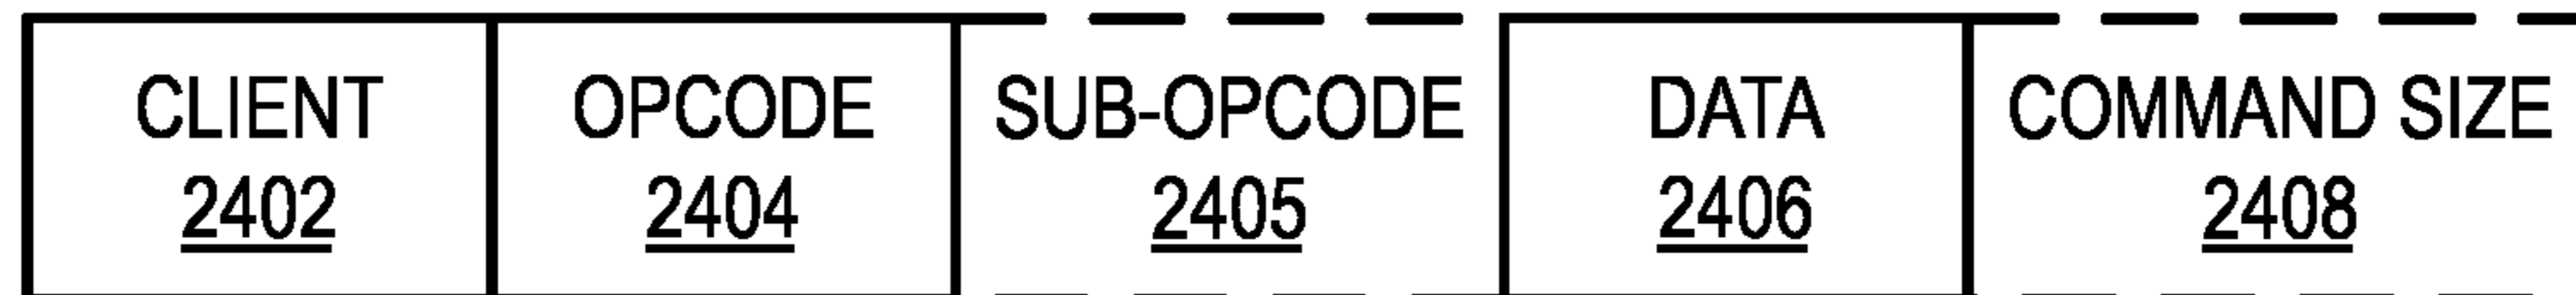 CLIENT OPCODE SUB-OPCODE DATA COMMAND SIZE
2402 2404 2405 2406 2408